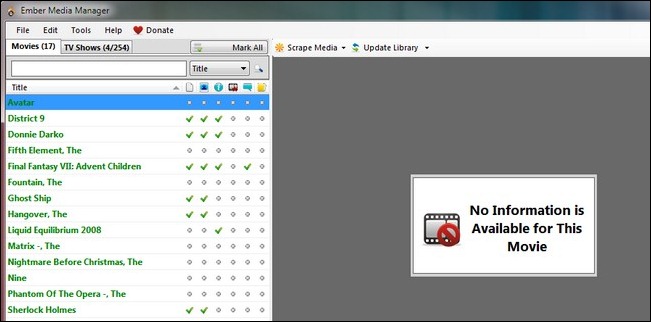 Ember Media Manager
File Edit Tools Donate
Movies (17) TV Shows (4/254) Mark All
Scrape Media Update Library
Title
Title
Avatar
District 9
Donnie Darko
Fifth Element, The
Final Fantasy VII: Advent Children
Fountain, The
Ghost Ship
Hangover, The
Liquid Equilibrium 2008
Matrix -, The
Nightmare Before Christmas, The
Nine
Phantom Of The Opera -, The
Sherlock Holmes
No Information is
Available for This
Movie